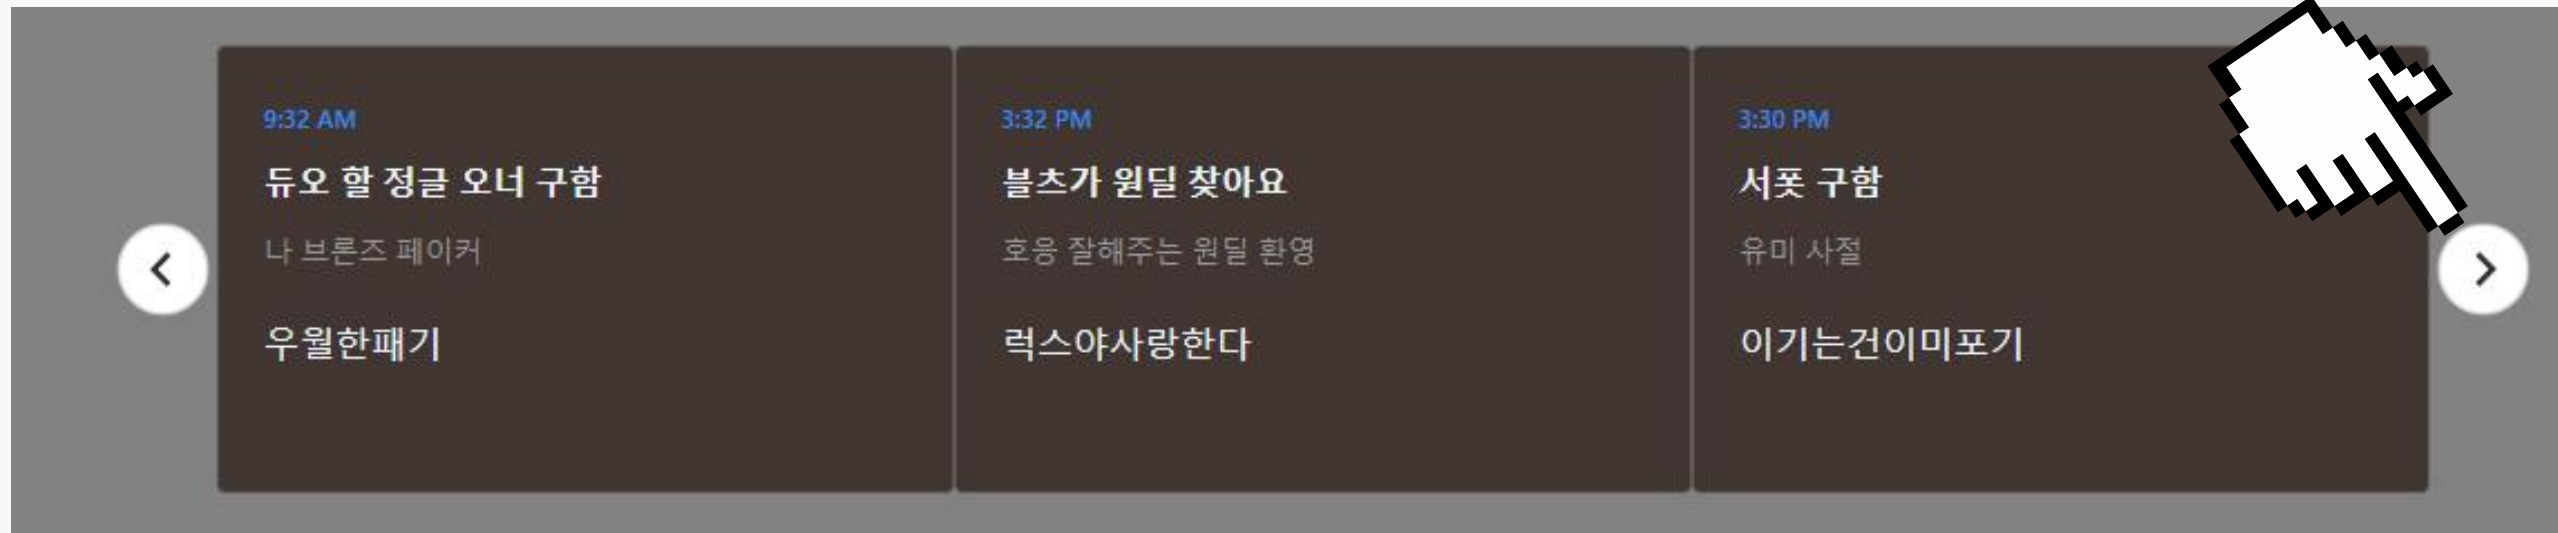 9:32 AM
듀오 할 정글 오너 구함
나 브론즈 페이커
우월한패기
3:32 PM
블츠가 원딜 찾아요
호응 잘해주는 원딜 환영
럭스야사랑한다
3:30 PM
서폿 구함
유미 사절
이기는건이미포기